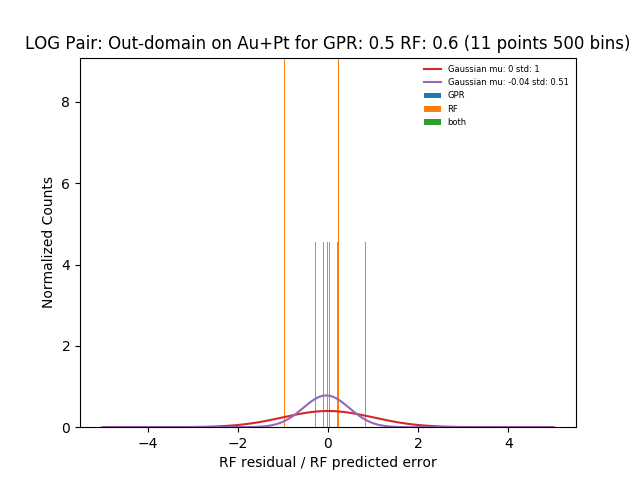 LOG Pair: Out-domain on Au+Pt for GPR: 0.5 RF: 0.6 (11 points 500 bins)
Gaussian mu: 0 std: 1
Gaussian mu: -0.04 std: 0.51
GPR
RF
both
Normalized Counts
8
6
4
2
0
−4
−2
0
2
4
RF residual / RF predicted error